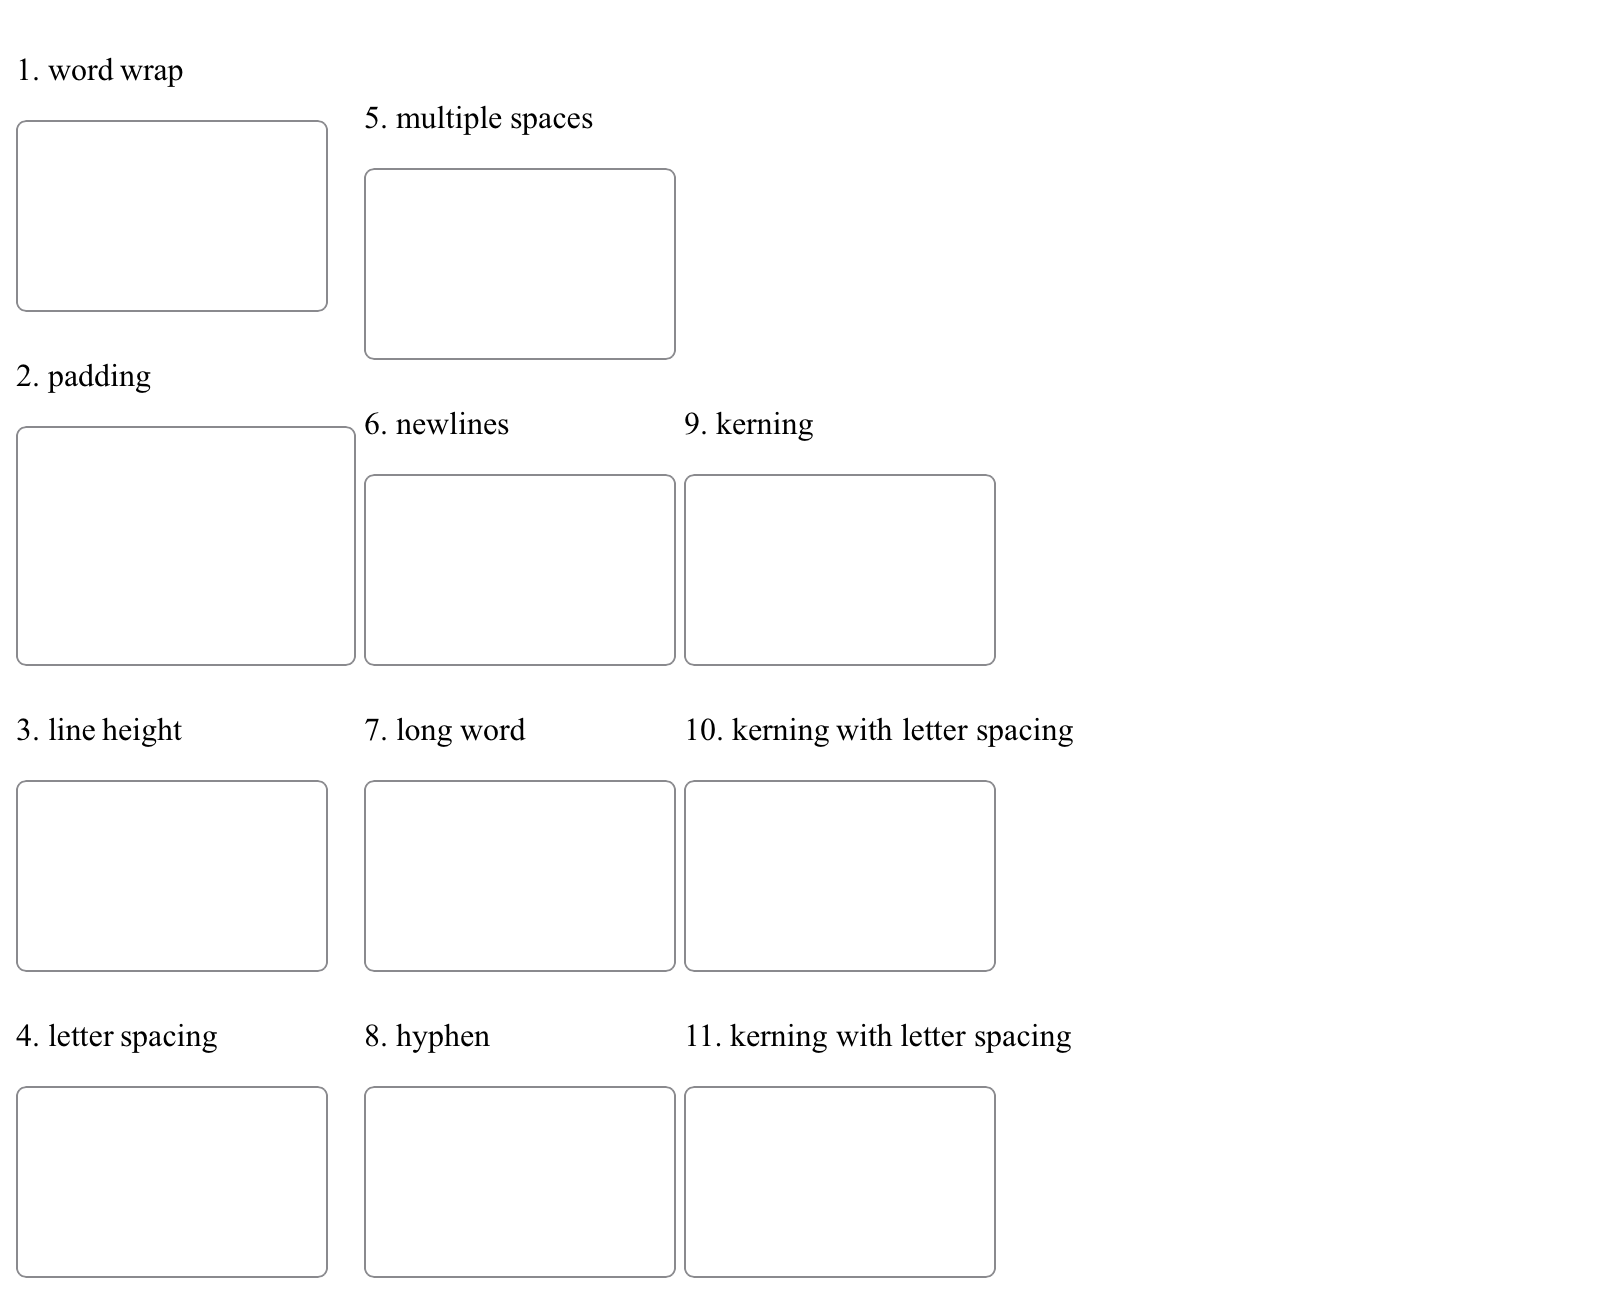 1. word wrap
2. padding
3. line height
4. letter spacing
5. multiple spaces
6. newlines
7. long word
8. hyphen
9. kerning
10. kerning with letter spacing
11. kerning with letter spacing